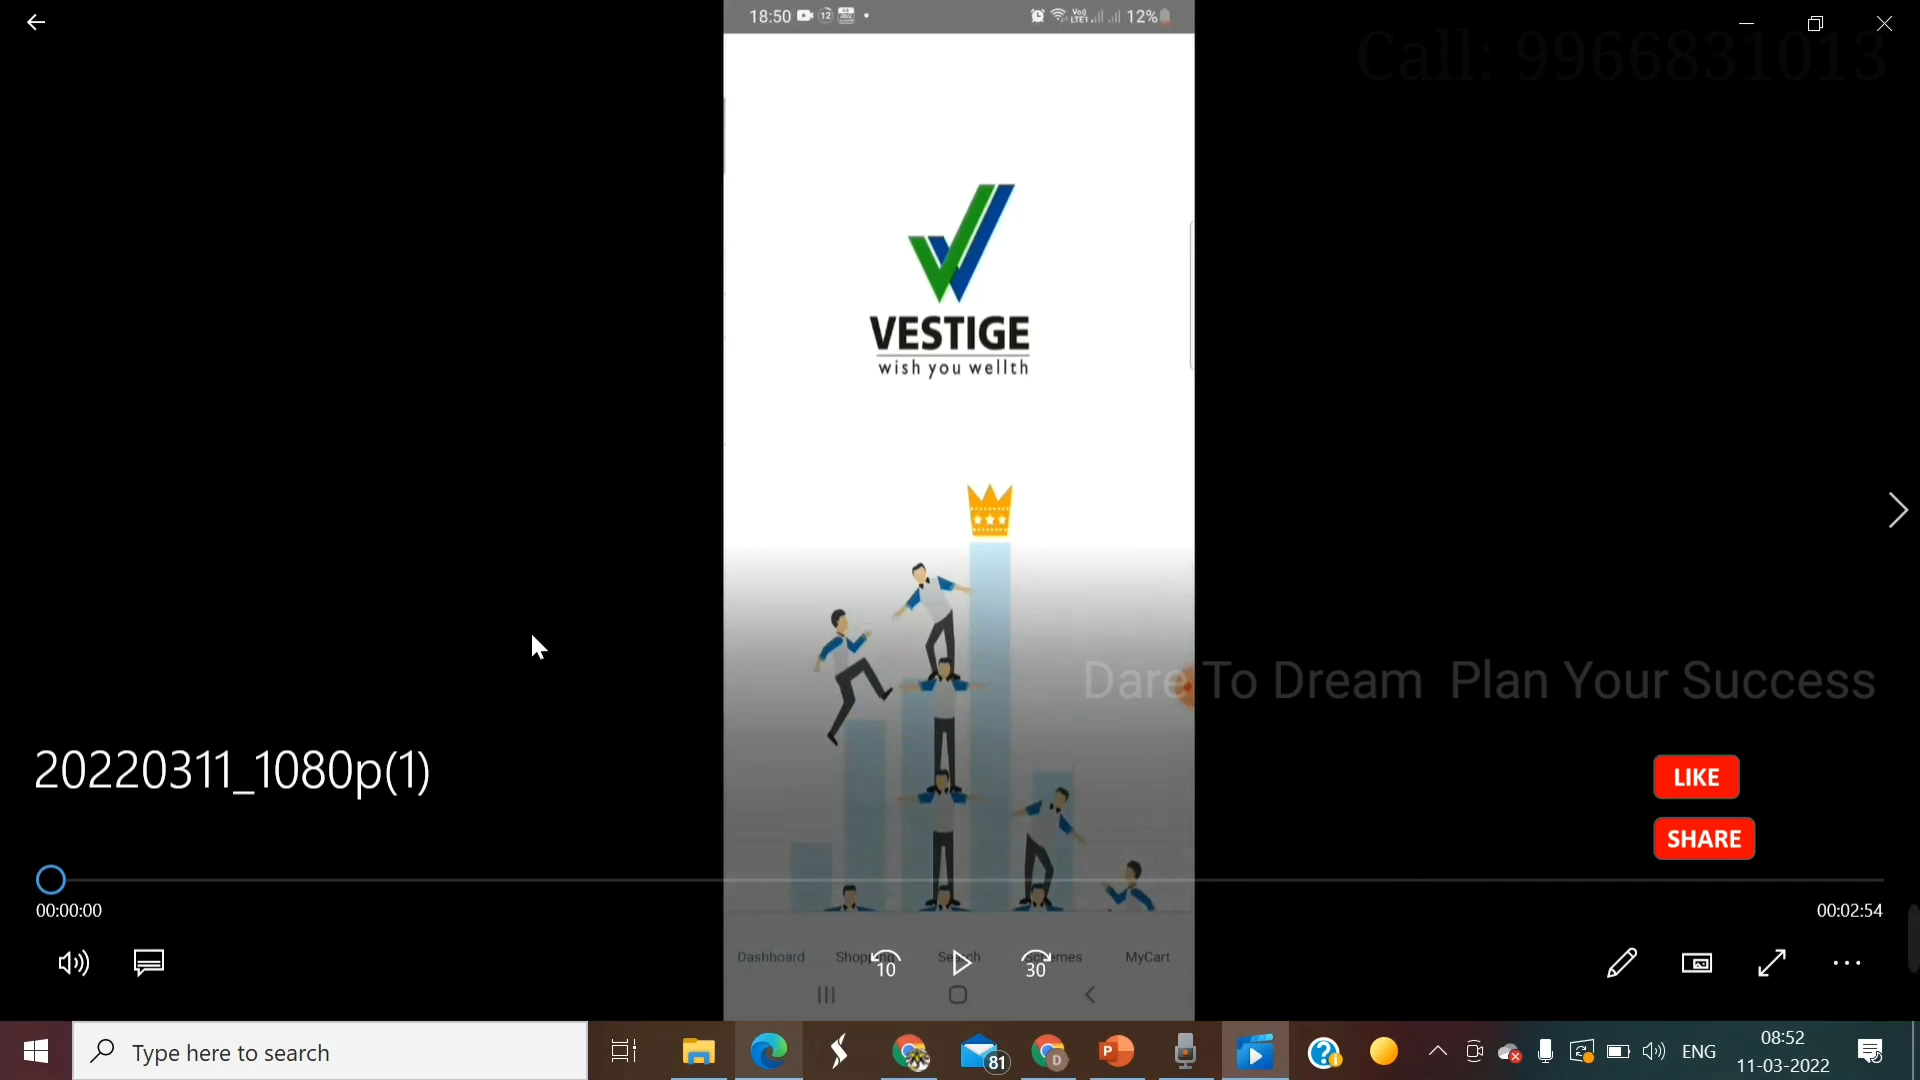 18:50
12
12%
Call: 9966831013
VESTIGE
wish you wellth
Dare To Dream Plan Your Success
20220311_1080p(1)
LIKE
SHARE
00:00:00
00:02:54
Dashboard
MyCart
10
30
Type here to search
81
D
P
ENG
08:52
11-03-2022